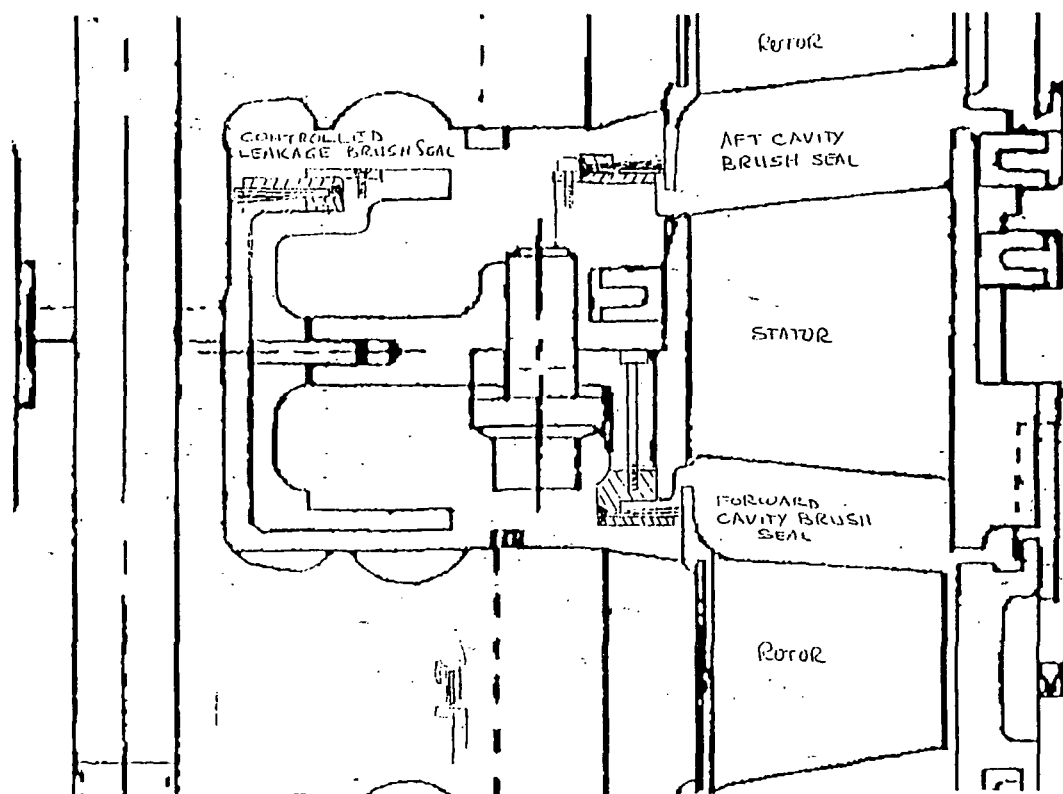 ROTOR
CONTROLLED
LEAKAGE BRUSH SEAL
AFT CAVITY
BRUSH SEAL
STATOR
FORWARD
CAVITY BRUSH
SEAL
ROTOR